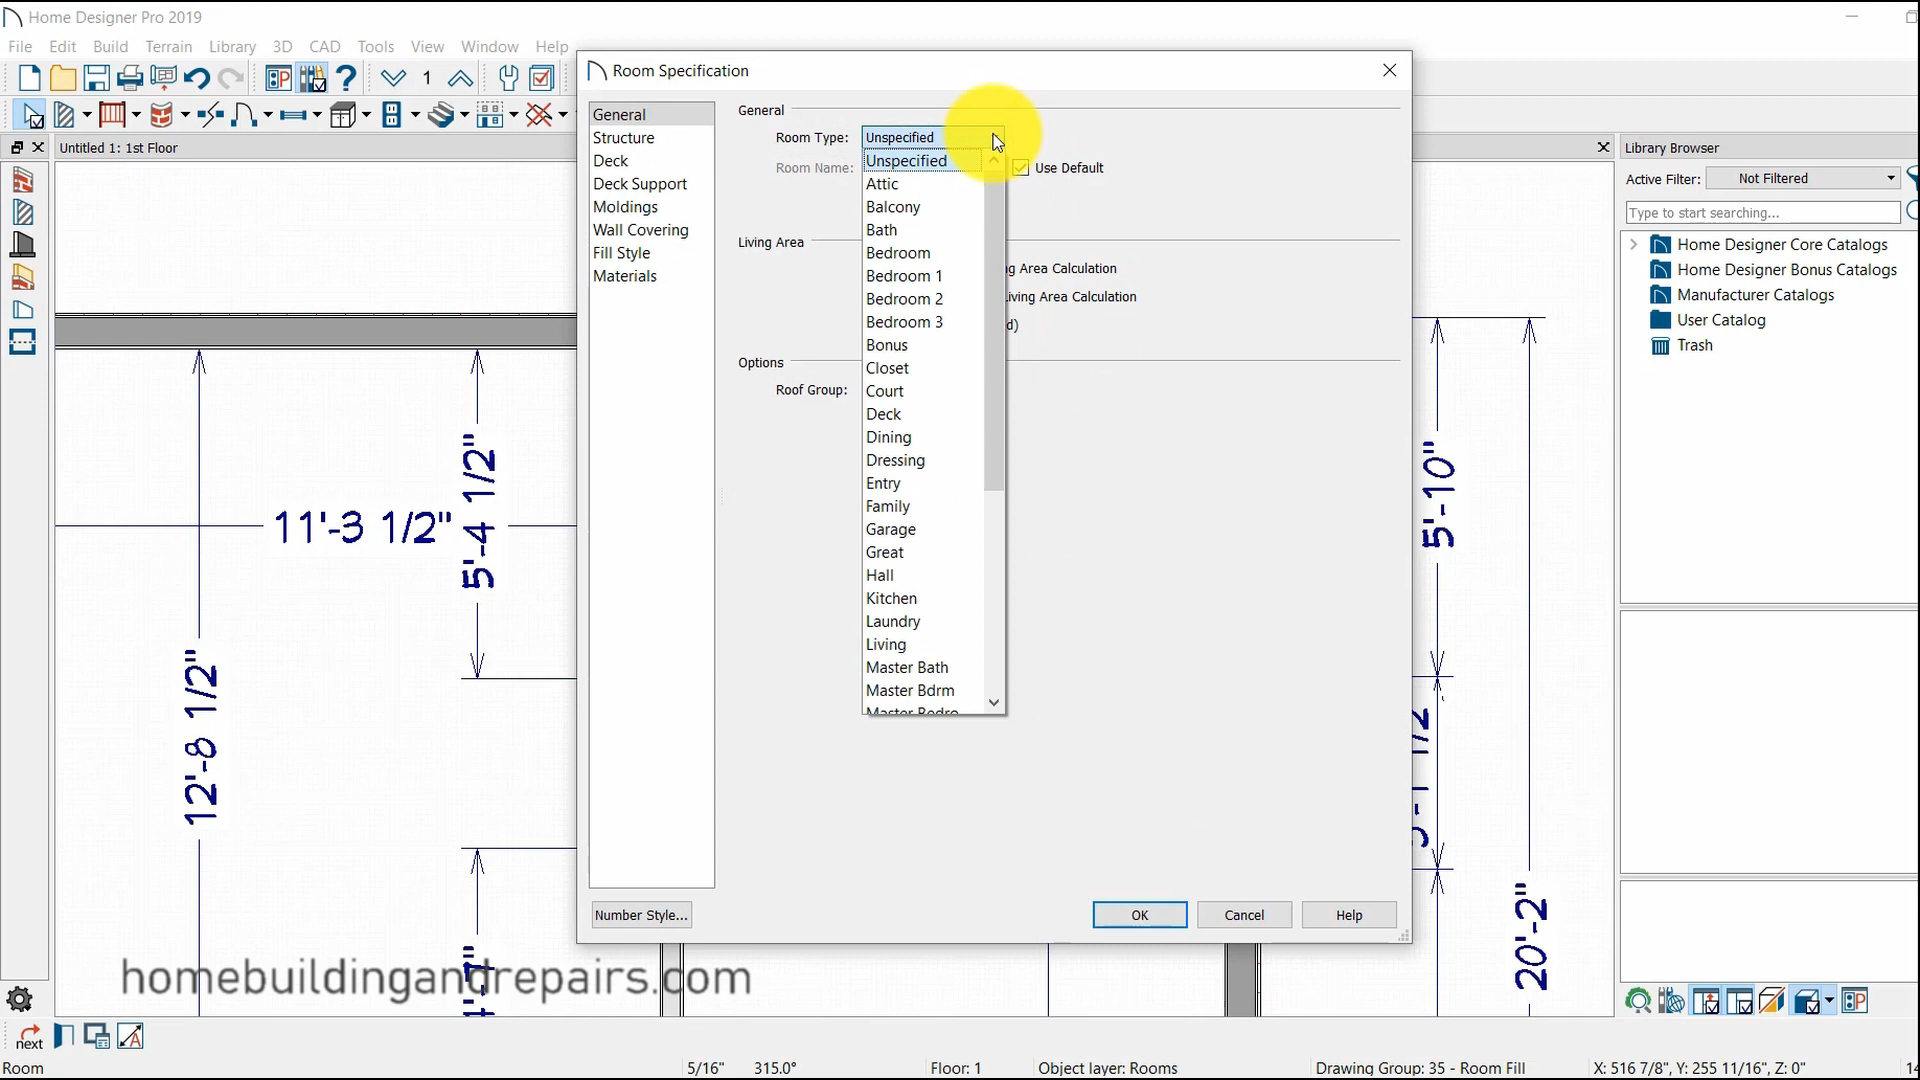 Home Designer Pro 2019
File Edit Build Terrain Library 3D CAD Tools View Window Help
1
Untitled 1: 1st Floor
Room Specification
General
Structure
Deck
Deck Support
Moldings
Wall Covering
Fill Style
Materials
General
Room Type: Unspecified
Room Name: Use Default
Unspecified
Attic
Balcony
Bath
Bedroom
Bedroom 1
Bedroom 2
Bedroom 3
Bonus
Closet
Court
Deck
Dining
Dressing
Entry
Family
Garage
Great
Hall
Kitchen
Laundry
Living
Master Bath
Master Bdrm
Master Bedro
Living Area
g Area Calculation
iving Area Calculation
d)
Options
Roof Group:
Number Style...
OK Cancel Help
Library Browser
Active Filter: Not Filtered
Type to start searching...
Home Designer Core Catalogs
Home Designer Bonus Catalogs
Manufacturer Catalogs
User Catalog
Trash
11'-3 1/2"
5'-4 1/2"
12'-8 1/2"
5'-10"
20'-2"
homebuildingandrepairs.com
next
Room 5/16" 315.0° Floor: 1 Object layer: Rooms Drawing Group: 35 - Room Fill X: 516 7/8", Y: 255 11/16", Z: 0" 14